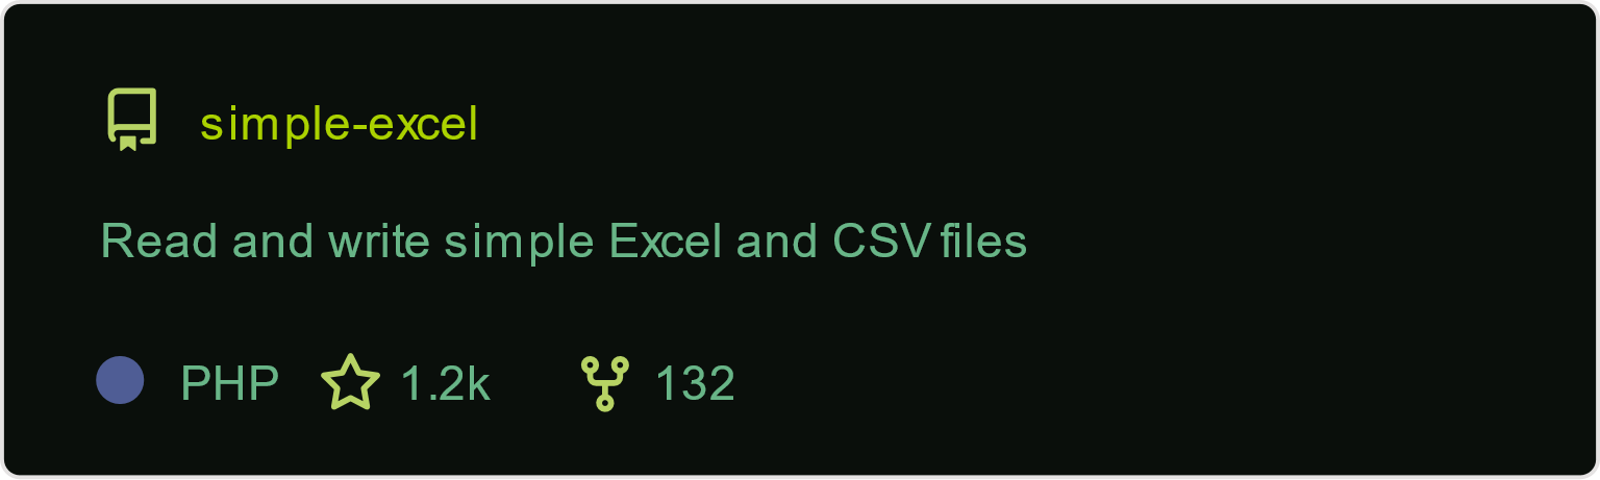 simple-excel
Read and write simple Excel and CSV files
PHP 1.2k 132